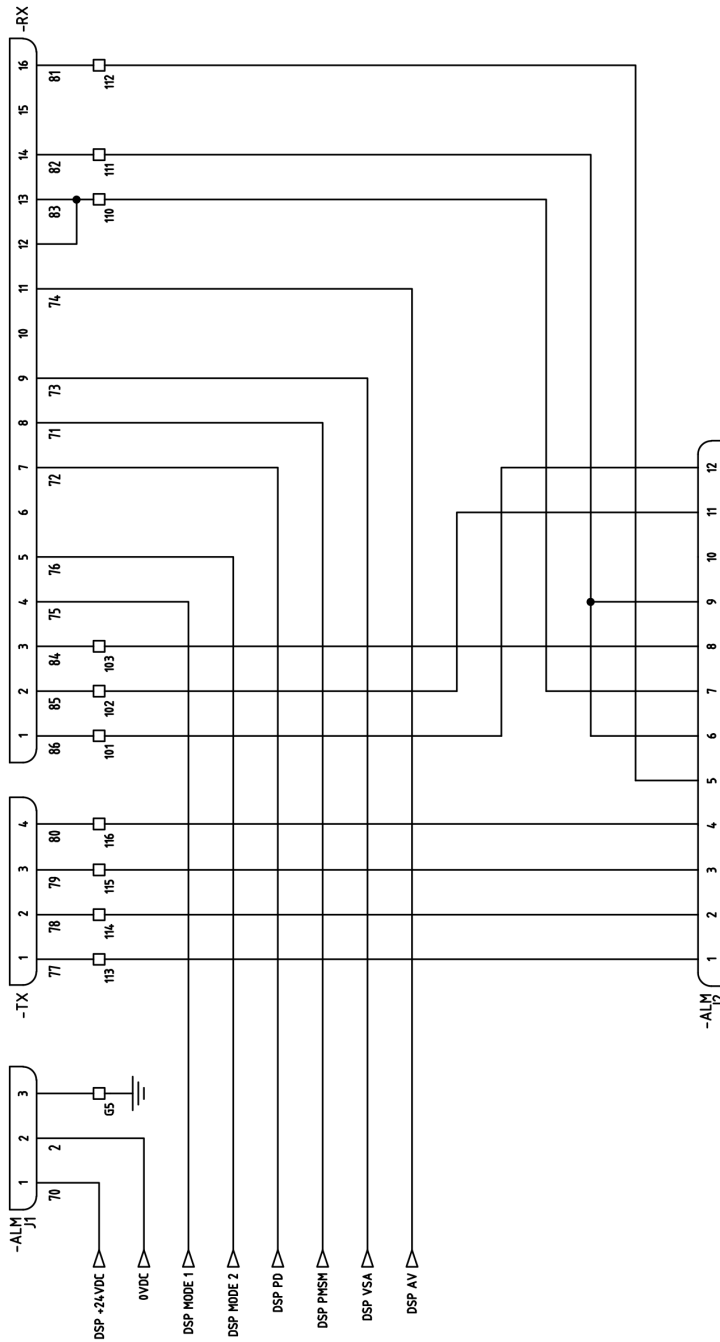 -ALM
J1
1 2 3
70 2
G5
-TX
1 2 3 4
77 78 79 80
113 114 115 116
-RX
1 2 3 4 5 6 7 8 9 10 11 12 13 14 15 16
86 85 84 75 76 72 71 73 74 83 82 81
101 102 103 110 111 112
DSP +24VDC
0VDC
DSP MODE 1
DSP MODE 2
DSP PD
DSP PMSM
DSP VSA
DSP AV
-ALM
J2
1 2 3 4 5 6 7 8 9 10 11 12